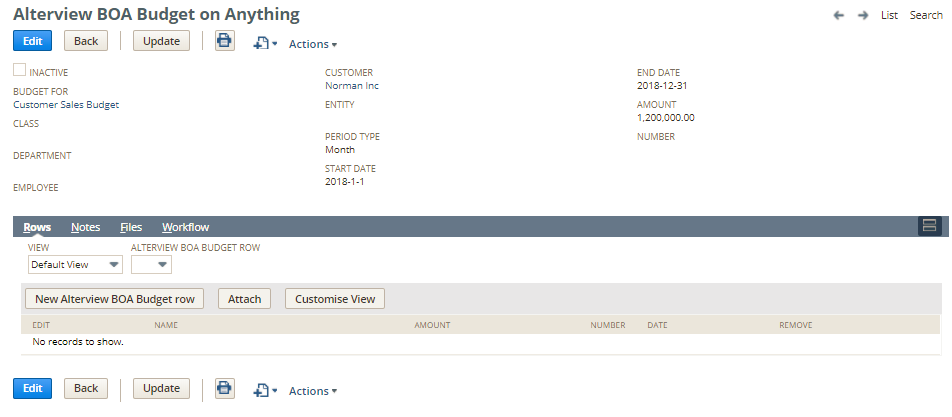 Alterview BOA Budget on Anything
List Search
Edit Back Update Actions
INACTIVE
BUDGET FOR
Customer Sales Budget
CLASS
DEPARTMENT
EMPLOYEE
CUSTOMER
Norman Inc
ENTITY
PERIOD TYPE
Month
START DATE
2018-1-1
END DATE
2018-12-31
AMOUNT
1,200,000.00
NUMBER
Rows Notes Files Workflow
VIEW ALTERVIEW BOA BUDGET ROW
Default View
New Alterview BOA Budget row Attach Customise View
EDIT NAME AMOUNT NUMBER DATE REMOVE
No records to show.
Edit Back Update Actions